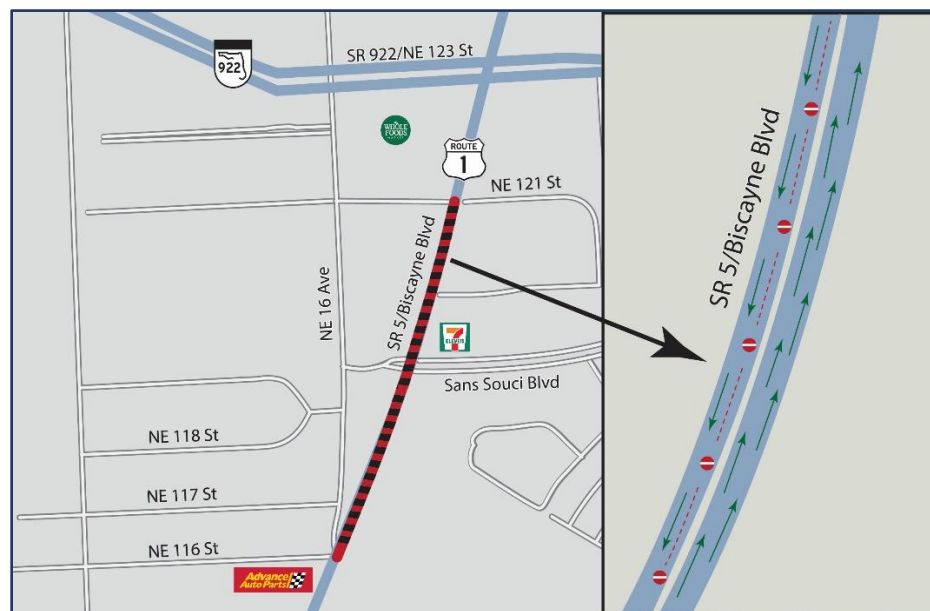 SR 922/NE 123 St
922
WHOLE
FOODS
MARKET
ROUTE
1
NE 121 St
SR 5/Biscayne Blvd
NE 16 Ave
7
ELEVEN
Sans Souci Blvd
NE 118 St
NE 117 St
NE 116 St
Advance
Auto Parts
SR 5/Biscayne Blvd